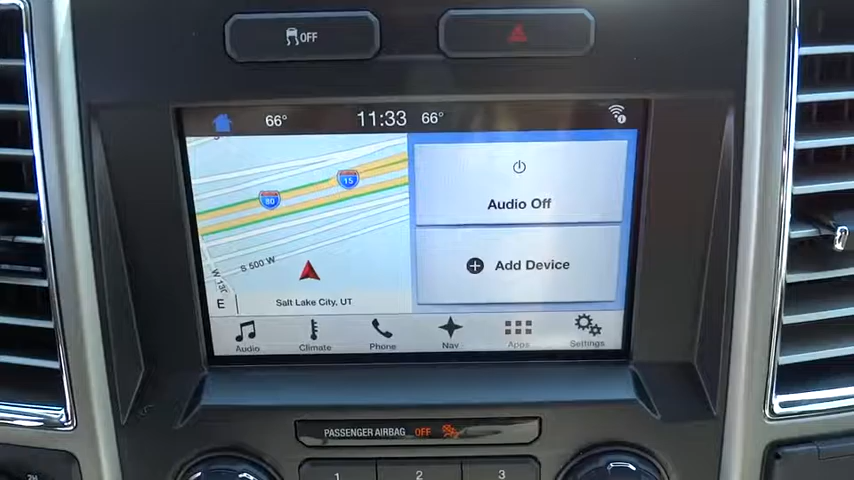 OFF
66° 11:33 66°
15
80
S 500 W
E
Salt Lake City, UT
Audio Off
Add Device
Audio Climate Phone Nav Apps Settings
PASSENGER AIRBAG OFF
1 2 3